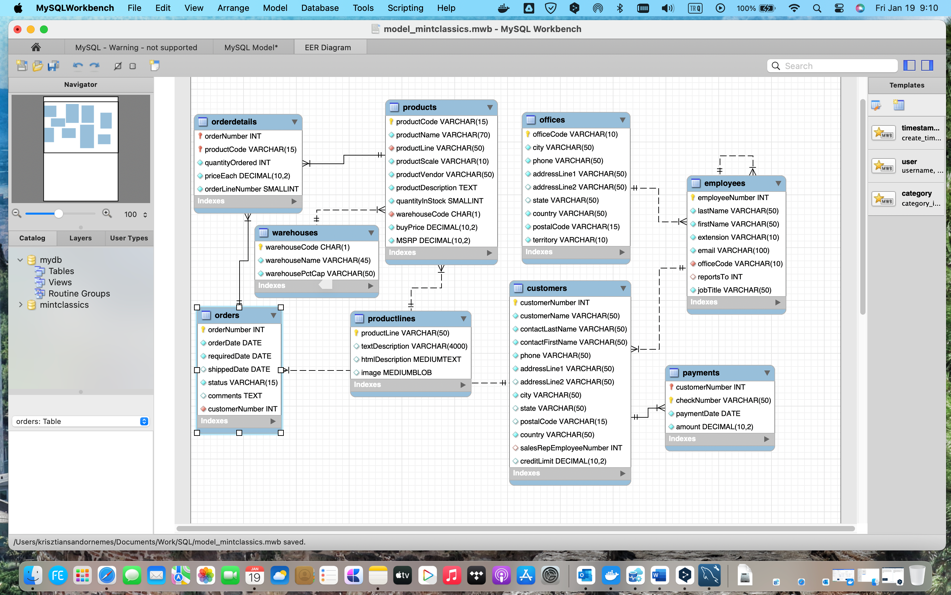 MySQLWorkbench File Edit View Arrange Model Database Tools Scripting Help 100% Fri Jan 19 9:10
model_mintclassics.mwb - MySQL Workbench
MySQL - Warning - not supported
MySQL Model*
EER Diagram
Search
Navigator
100
Catalog Layers User Types
mydb
Tables
Views
Routine Groups
mintclassics
orders: Table
orderdetails
orderNumber INT
productCode VARCHAR(15)
quantityOrdered INT
priceEach DECIMAL(10,2)
orderLineNumber SMALLINT
Indexes
products
productCode VARCHAR(15)
productName VARCHAR(70)
productLine VARCHAR(50)
productScale VARCHAR(10)
productVendor VARCHAR(50)
productDescription TEXT
quantityInStock SMALLINT
warehouseCode CHAR(1)
buyPrice DECIMAL(10,2)
MSRP DECIMAL(10,2)
Indexes
offices
officeCode VARCHAR(10)
city VARCHAR(50)
phone VARCHAR(50)
addressLine1 VARCHAR(50)
addressLine2 VARCHAR(50)
state VARCHAR(50)
country VARCHAR(50)
postalCode VARCHAR(15)
territory VARCHAR(10)
Indexes
employees
employeeNumber INT
lastName VARCHAR(50)
firstName VARCHAR(50)
extension VARCHAR(10)
email VARCHAR(100)
officeCode VARCHAR(10)
reportsTo INT
jobTitle VARCHAR(50)
Indexes
warehouses
warehouseCode CHAR(1)
warehouseName VARCHAR(45)
warehousePctCap VARCHAR(50)
Indexes
orders
orderNumber INT
orderDate DATE
requiredDate DATE
shippedDate DATE
status VARCHAR(15)
comments TEXT
customerNumber INT
Indexes
productlines
productLine VARCHAR(50)
textDescription VARCHAR(4000)
htmlDescription MEDIUMTEXT
image MEDIUMBLOB
Indexes
customers
customerNumber INT
customerName VARCHAR(50)
contactLastName VARCHAR(50)
contactFirstName VARCHAR(50)
phone VARCHAR(50)
addressLine1 VARCHAR(50)
addressLine2 VARCHAR(50)
city VARCHAR(50)
state VARCHAR(50)
postalCode VARCHAR(15)
country VARCHAR(50)
salesRepEmployeeNumber INT
creditLimit DECIMAL(10,2)
Indexes
payments
customerNumber INT
checkNumber VARCHAR(50)
paymentDate DATE
amount DECIMAL(10,2)
Indexes
Templates
timestam...
create_tim...
user
username, ...
category
category_i...
/Users/krisztiansandornemes/Documents/Work/SQL/model_mintclassics.mwb saved.
FE
JAN
19
tv